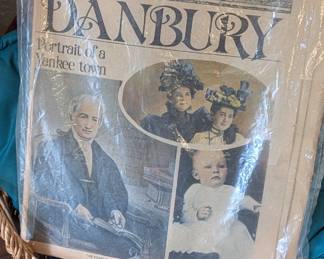 DANBURY
Portrait of a
Yankee town